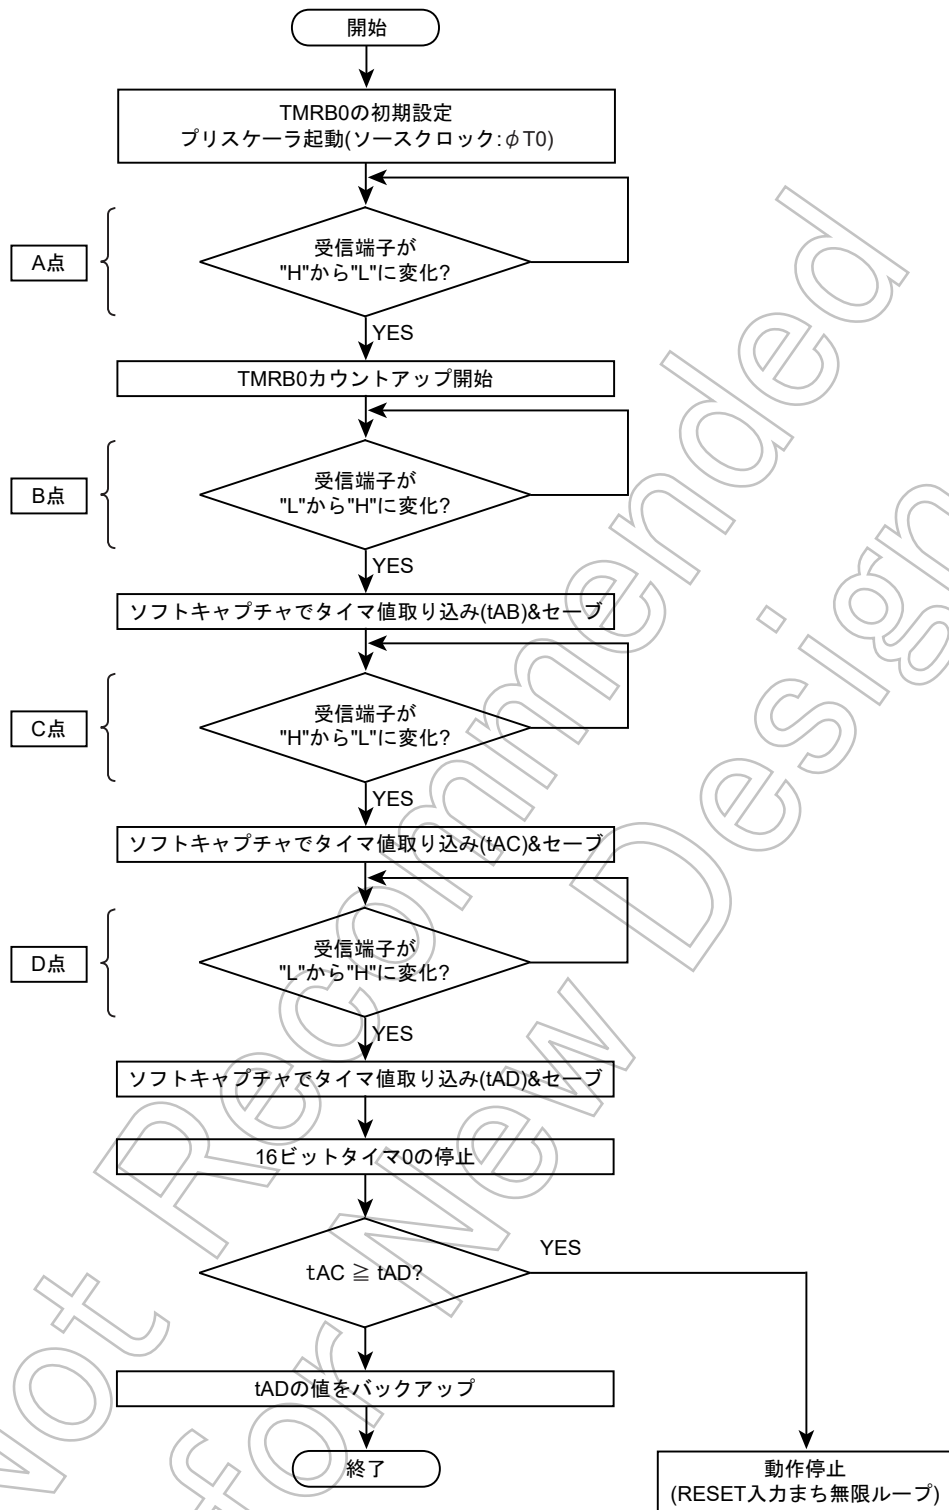 開始
TMRB0の初期設定
プリスケーラ起動(ソースクロック:φT0)
A点
受信端子が
"H"から"L"に変化?
YES
TMRB0カウントアップ開始
B点
受信端子が
"L"から"H"に変化?
YES
ソフトキャプチャでタイマ値取り込み(tAB)&セーブ
C点
受信端子が
"H"から"L"に変化?
YES
ソフトキャプチャでタイマ値取り込み(tAC)&セーブ
D点
受信端子が
"L"から"H"に変化?
YES
ソフトキャプチャでタイマ値取り込み(tAD)&セーブ
16ビットタイマ0の停止
tAC ≧ tAD?
YES
tADの値をバックアップ
終了
動作停止
(RESET入力まち無限ループ)
Not Recommended
for New Design